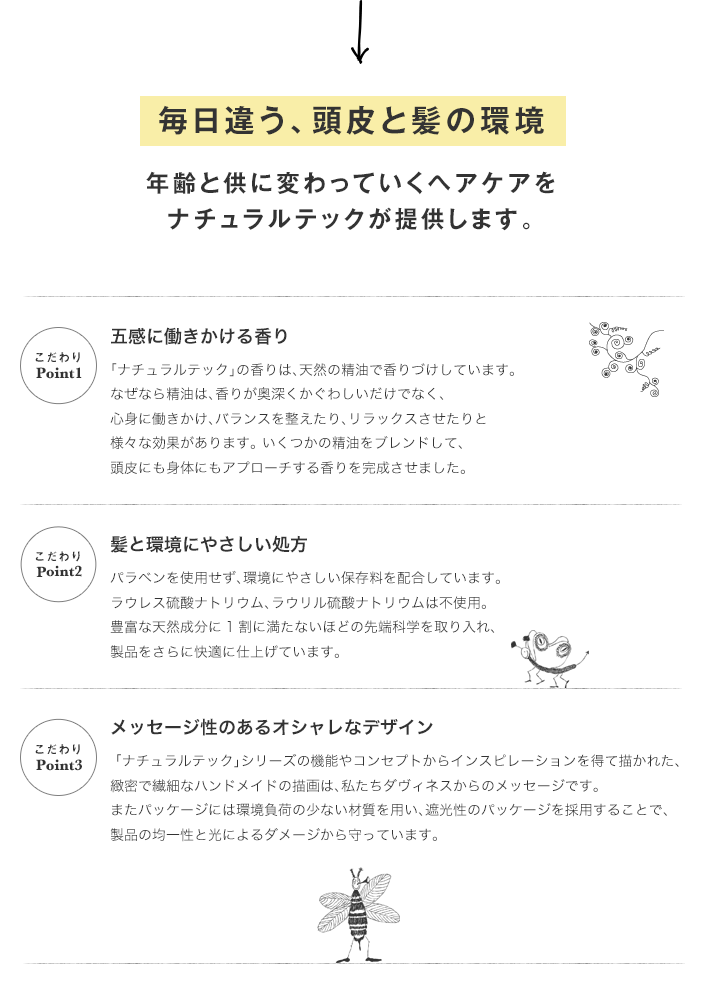 毎日違う、頭皮と髪の環境
年齢と供に変わっていくヘアケアを
ナチュラルテックが提供します。
こだわり
Point1
五感に働きかける香り
「ナチュラルテック」の香りは、天然の精油で香りづけしています。
なぜなら精油は、香りが奥深くかぐわしいだけでなく、
心身に働きかけ、バランスを整えたり、リラックスさせたりと
様々な効果があります。いくつかの精油をブレンドして、
頭皮にも身体にもアプローチする香りを完成させました。
こだわり
Point2
髪と環境にやさしい処方
パラベンを使用せず、環境にやさしい保存料を配合しています。
ラウレス硫酸ナトリウム、ラウリル硫酸ナトリウムは不使用。
豊富な天然成分に 1 割に満たないほどの先端科学を取り入れ、
製品をさらに快適に仕上げています。
こだわり
Point3
メッセージ性のあるオシャレなデザイン
「ナチュラルテック」シリーズの機能やコンセプトからインスピレーションを得て描かれた、
緻密で繊細なハンドメイドの描画は、私たちダヴィネスからのメッセージです。
またパッケージには環境負荷の少ない材質を用い、遮光性のパッケージを採用することで、
製品の均一性と光によるダメージから守っています。